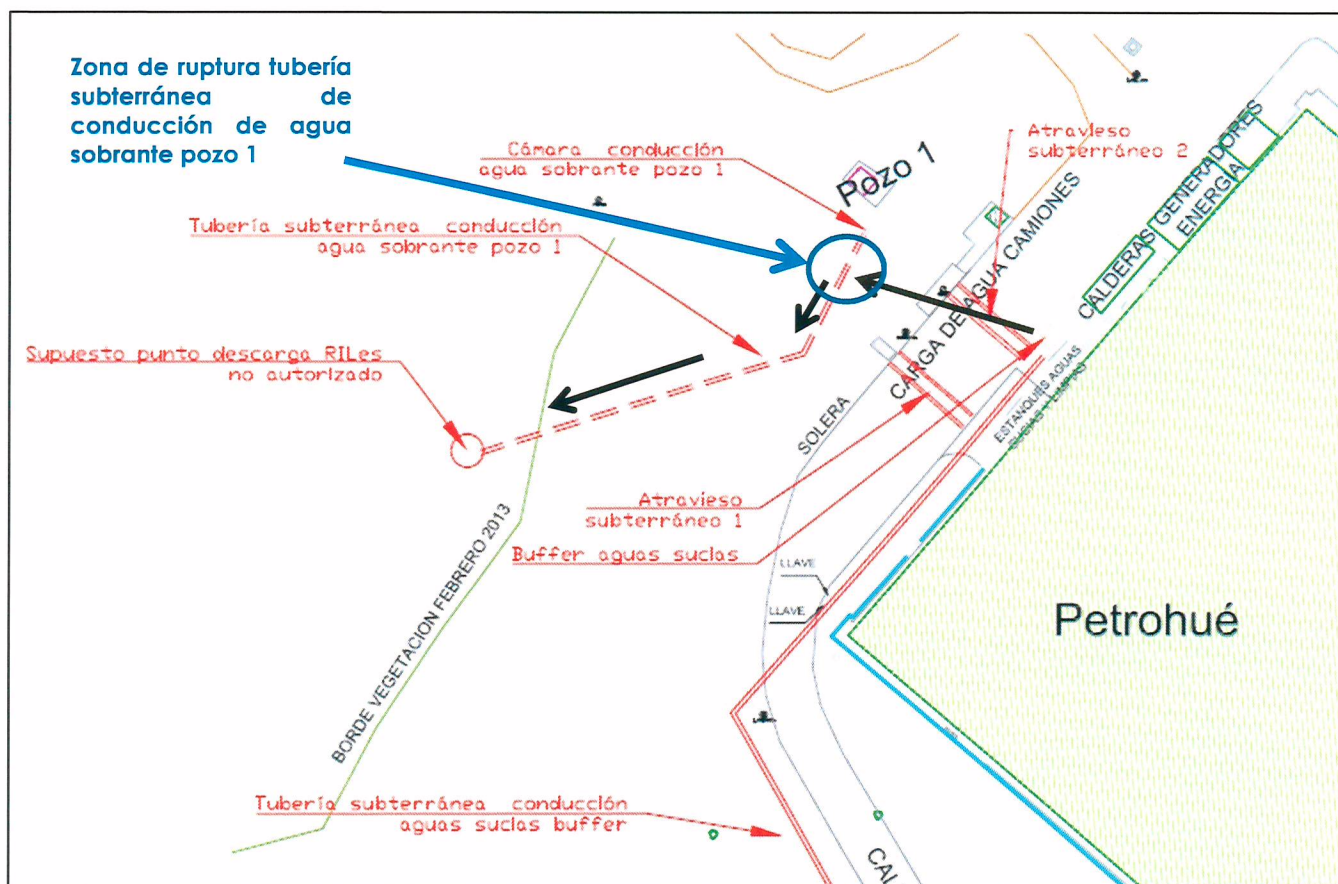 Zona de ruptura tubería
subterránea de
conducción de agua
sobrante pozo 1
Cámara conducción
agua sobrante pozo 1
Pozo 1
Atravieso
subterráneo 2
Tubería subterránea conducción
agua sobrante pozo 1
CARGA DE AGUA CAMIONES
CALDERAS
GENERADORES
ENERGIA
Supuesto punto descarga RILes
no autorizado
SOLERA
ESTANQUES AGUAS
SUCIAS Y LIMPIAS
Atravieso
subterráneo 1
Buffer aguas sucias
BORDE VEGETACION FEBRERO 2013
LLAVE
LLAVE
Petrohué
Tubería subterránea conducción
aguas sucias buffer
CAL